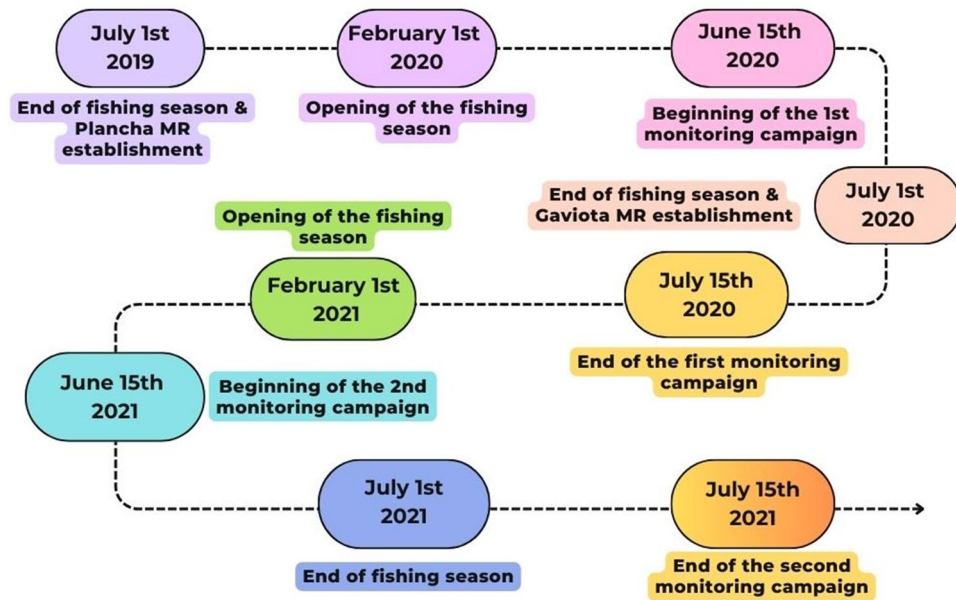 July 1st
2019
End of fishing season &
Plancha MR
establishment
February 1st
2020
Opening of the fishing
season
June 15th
2020
Beginning of the 1st
monitoring campaign
July 1st
2020
End of fishing season &
Gaviota MR establishment
July 15th
2020
End of the first monitoring
campaign
Opening of the fishing
season
February 1st
2021
June 15th
2021
Beginning of the 2nd
monitoring campaign
July 1st
2021
End of fishing season
July 15th
2021
End of the second
monitoring campaign